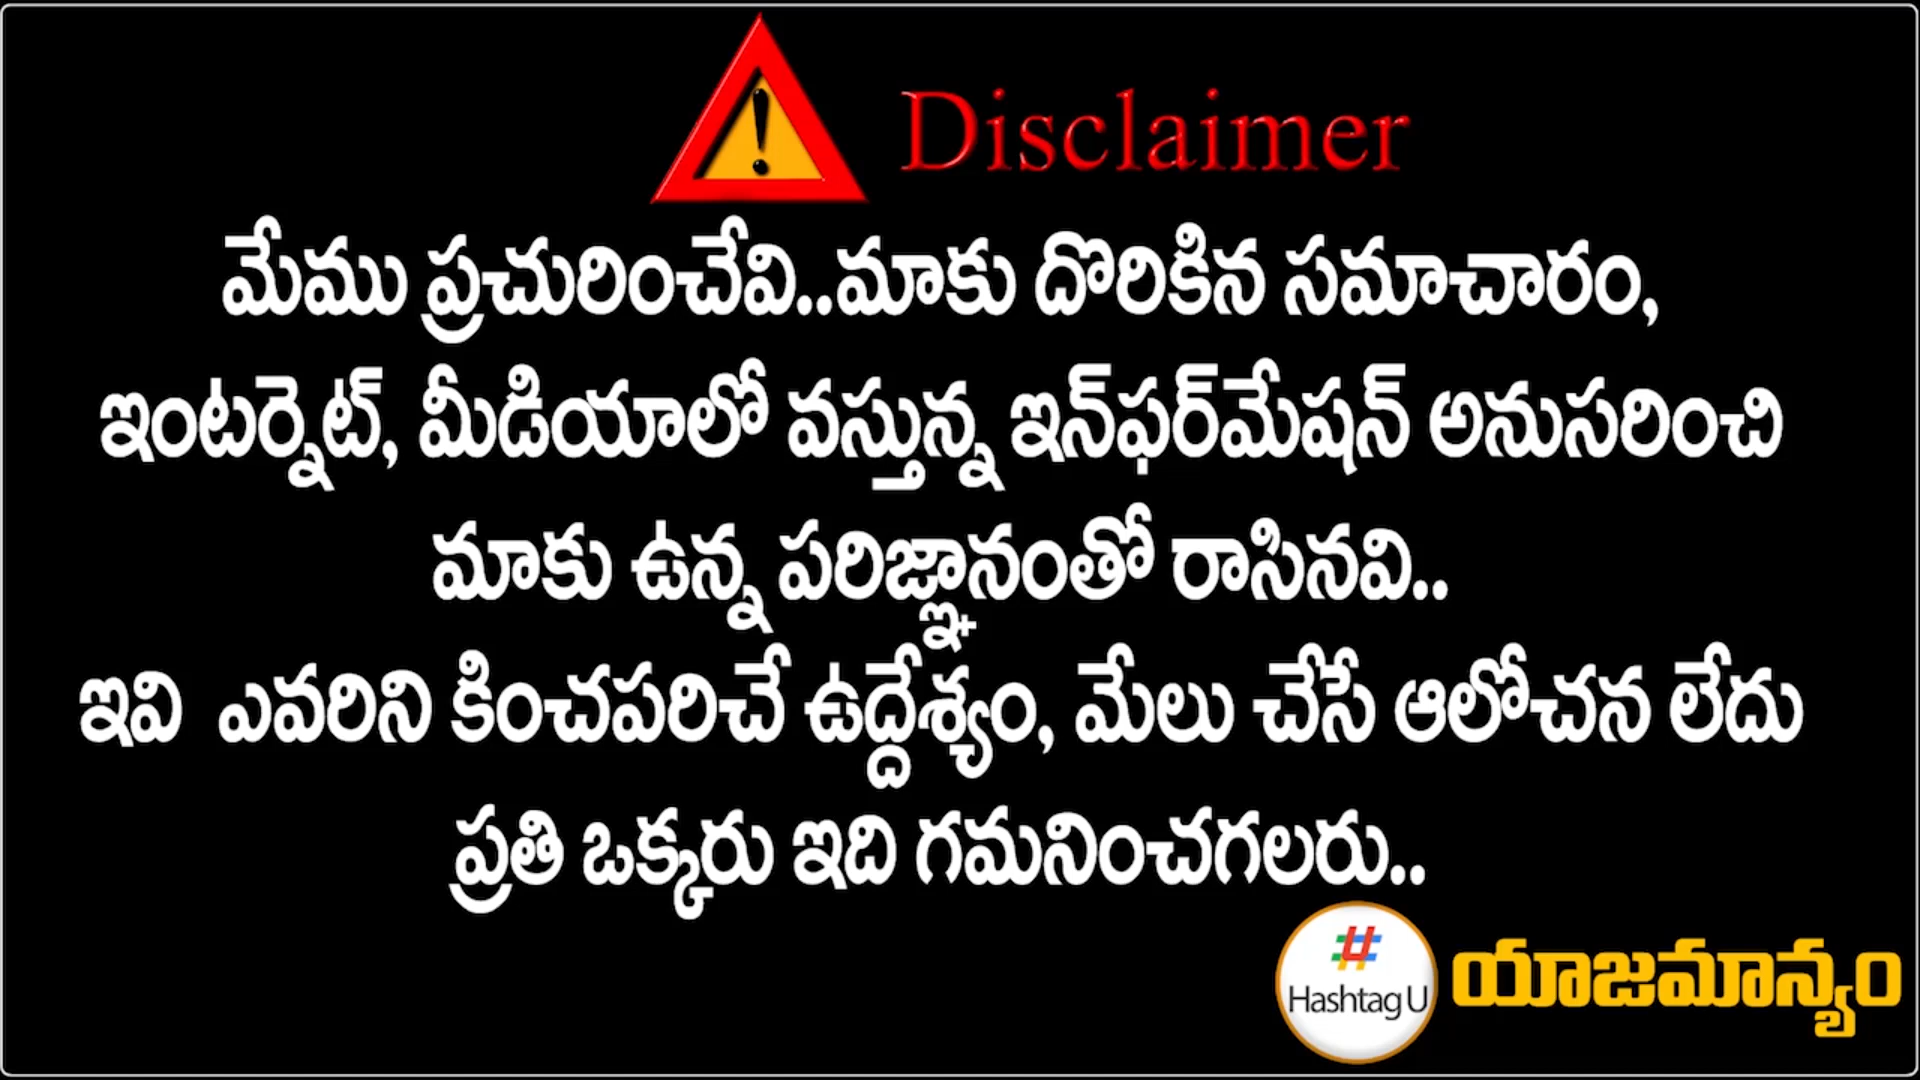 Disclaimer
మేము ప్రచురించేవి..మాకు దొరికిన సమాచారం,
ఇంటర్నెట్, మీడియాలో వస్తున్న ఇన్‌ఫర్‌మేషన్ అనుసరించి
మాకు ఉన్న పరిజ్ఞానంతో రాసినవి..
ఇవి ఎవరిని కించపరిచే ఉద్దేశ్యం, మేలు చేసే ఆలోచన లేదు
ప్రతి ఒక్కరు ఇది గమనించగలరు..
Hashtag U యాజమాన్యం